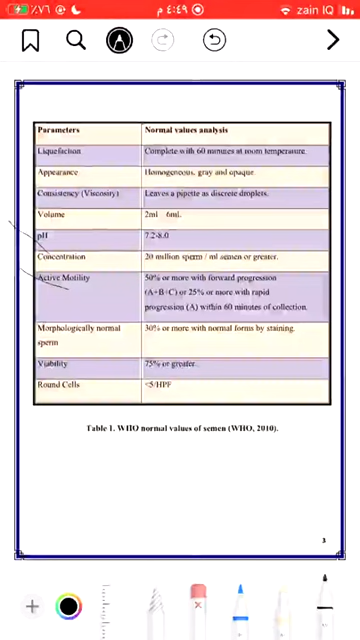 ٪٧٦ ٤:٤٩ م zain IQ
Parameters Normal values analysis
Liquefaction Complete with 60 minutes at room temperature.
Appearance Homogeneous, gray and opaque.
Consistency (Viscosity) Leaves a pipette as discrete droplets.
Volume 2ml 6ml.
pH 7.2-8.0
Concentration 20 million sperm / ml semen or greater.
Active Motility 50% or more with forward progression
(A+B+C) or 25% or more with rapid
progression (A) within 60 minutes of collection.
Morphologically normal 30% or more with normal forms by staining.
sperm
Viability 75% or greater.
Round Cells <5/HPF
Table 1. WHO normal values of semen (WHO, 2010).
3